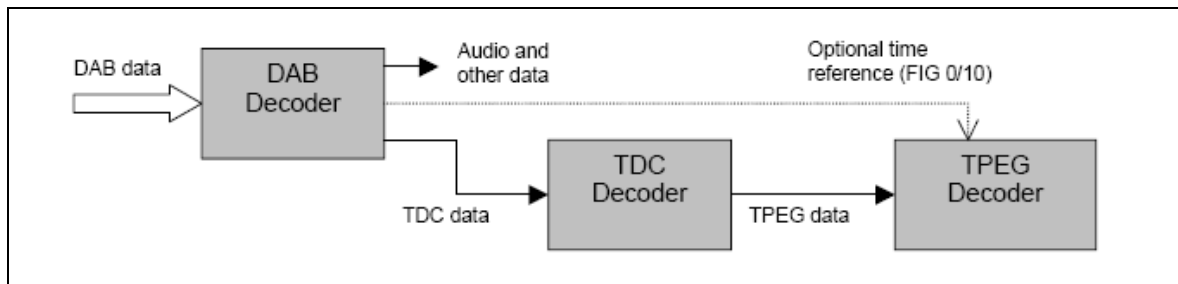 DAB data
DAB
Decoder
Audio and
other data
Optional time
reference (FIG 0/10)
TDC data
TDC
Decoder
TPEG data
TPEG
Decoder